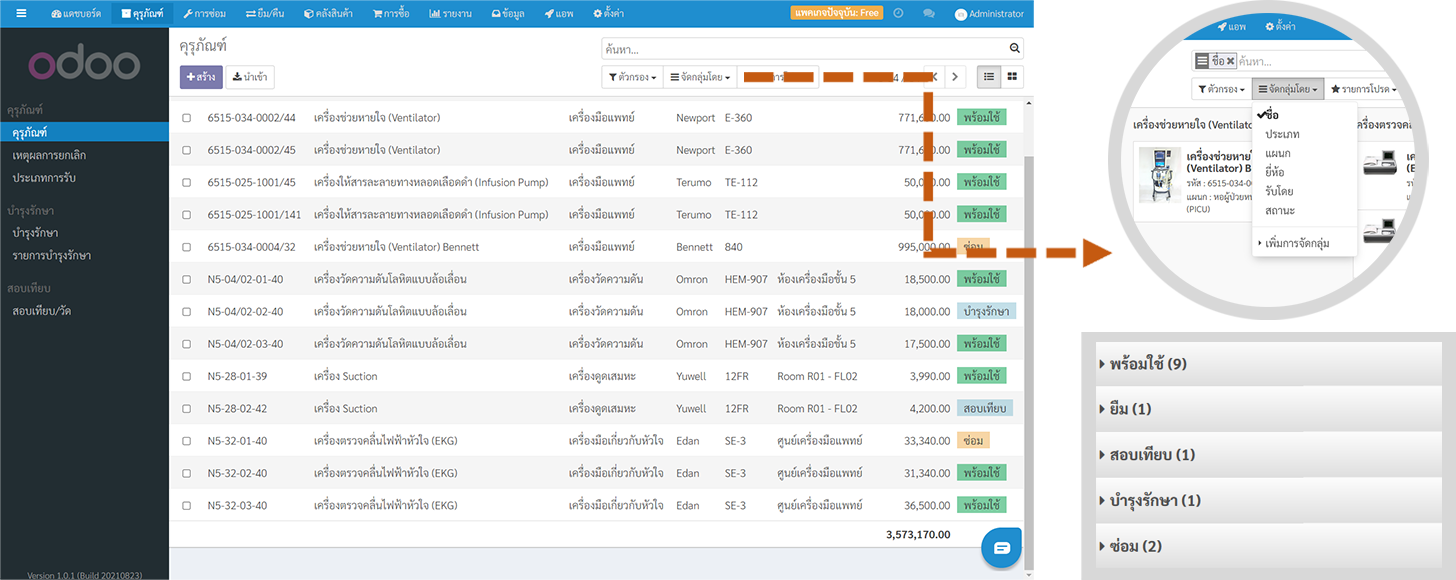 แดชบอร์ด คุรุภัณฑ์ การซ่อม ยืม/คืน คลังสินค้า การซื้อ รายงาน ข้อมูล แอพ ตั้งค่า แพคเกจปัจจุบัน: Free Administrator
odoo
คุรุภัณฑ์
คุรุภัณฑ์
เหตุผลการยกเลิก
ประเภทการรับ
บำรุงรักษา
บำรุงรักษา
รายการบำรุงรักษา
สอบเทียบ
สอบเทียบ/วัด
Version 1.0.1 (Build 20210823)
คุรุภัณฑ์
ค้นหา...
สร้าง นำเข้า ตัวกรอง จัดกลุ่มโดย
6515-034-0002/44 เครื่องช่วยหายใจ (Ventilator) เครื่องมือแพทย์ Newport E-360 พร้อมใช้
6515-034-0002/45 เครื่องช่วยหายใจ (Ventilator) เครื่องมือแพทย์ Newport E-360 พร้อมใช้
6515-025-1001/45 เครื่องให้สารละลายทางหลอดเลือดดำ (Infusion Pump) เครื่องมือแพทย์ Terumo TE-112 พร้อมใช้
6515-025-1001/141 เครื่องให้สารละลายทางหลอดเลือดดำ (Infusion Pump) เครื่องมือแพทย์ Terumo TE-112 พร้อมใช้
6515-034-0004/32 เครื่องช่วยหายใจ (Ventilator) Bennett เครื่องมือแพทย์ Bennett 840 995,000.00 ซ่อม
N5-04/02-01-40 เครื่องวัดความดันโลหิตแบบล้อเลื่อน เครื่องวัดความดัน Omron HEM-907 ห้องเครื่องมือชั้น 5 18,500.00 พร้อมใช้
N5-04/02-02-40 เครื่องวัดความดันโลหิตแบบล้อเลื่อน เครื่องวัดความดัน Omron HEM-907 ห้องเครื่องมือชั้น 5 18,000.00 บำรุงรักษา
N5-04/02-03-40 เครื่องวัดความดันโลหิตแบบล้อเลื่อน เครื่องวัดความดัน Omron HEM-907 ห้องเครื่องมือชั้น 5 17,500.00 พร้อมใช้
N5-28-01-39 เครื่อง Suction เครื่องดูดเสมหะ Yuwell 12FR Room R01 - FL02 3,990.00 พร้อมใช้
N5-28-02-42 เครื่อง Suction เครื่องดูดเสมหะ Yuwell 12FR Room R01 - FL02 4,200.00 สอบเทียบ
N5-32-01-40 เครื่องตรวจคลื่นไฟฟ้าหัวใจ (EKG) เครื่องมือเกี่ยวกับหัวใจ Edan SE-3 ศูนย์เครื่องมือแพทย์ 33,340.00 ซ่อม
N5-32-02-40 เครื่องตรวจคลื่นไฟฟ้าหัวใจ (EKG) เครื่องมือเกี่ยวกับหัวใจ Edan SE-3 ศูนย์เครื่องมือแพทย์ 31,340.00 พร้อมใช้
N5-32-03-40 เครื่องตรวจคลื่นไฟฟ้าหัวใจ (EKG) เครื่องมือเกี่ยวกับหัวใจ Edan SE-3 ศูนย์เครื่องมือแพทย์ 36,500.00 พร้อมใช้
3,573,170.00
แอพ ตั้งค่า
ชื่อ ค้นหา...
ตัวกรอง จัดกลุ่มโดย รายการโปรด
เครื่องช่วยหายใจ
เครื่องช่วยหายใจ
(Ventilator)
รหัส : 6515-034-
แผนก :
(PICU)
ชื่อ
ประเภท
แผนก
ยี่ห้อ
รับโดย
สถานะ
เพิ่มการจัดกลุ่ม
พร้อมใช้ (9)
ยืม (1)
สอบเทียบ (1)
บำรุงรักษา (1)
ซ่อม (2)